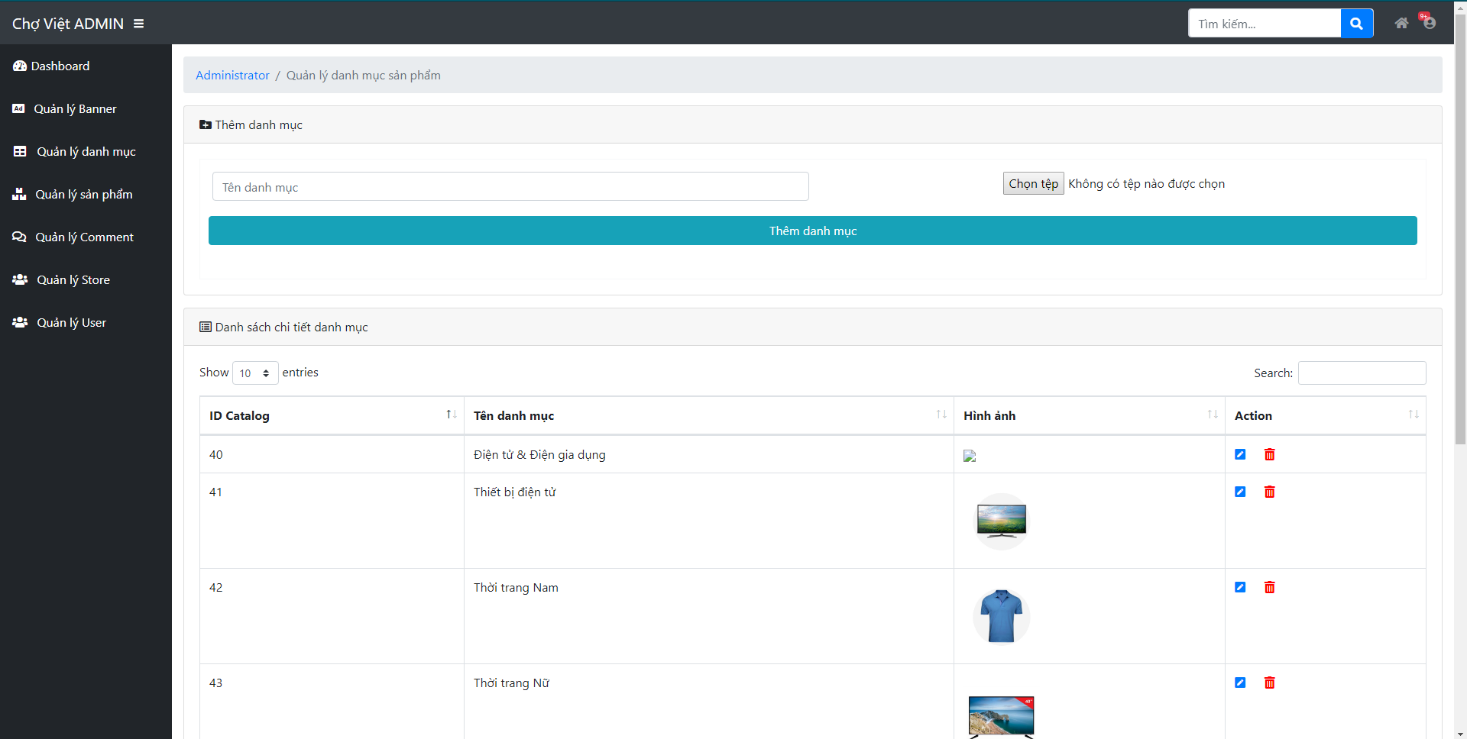 Chợ Việt ADMIN
Tìm kiếm...
9+
Dashboard
Ad Quản lý Banner
Quản lý danh mục
Quản lý sản phẩm
Quản lý Comment
Quản lý Store
Quản lý User
Administrator / Quản lý danh mục sản phẩm
Thêm danh mục
Tên danh mục
Chọn tệp Không có tệp nào được chọn
Thêm danh mục
Danh sách chi tiết danh mục
Show 10 entries
Search:
ID Catalog Tên danh mục Hình ảnh Action
40 Điện tử & Điện gia dụng
41 Thiết bị điện tử
42 Thời trang Nam
43 Thời trang Nữ